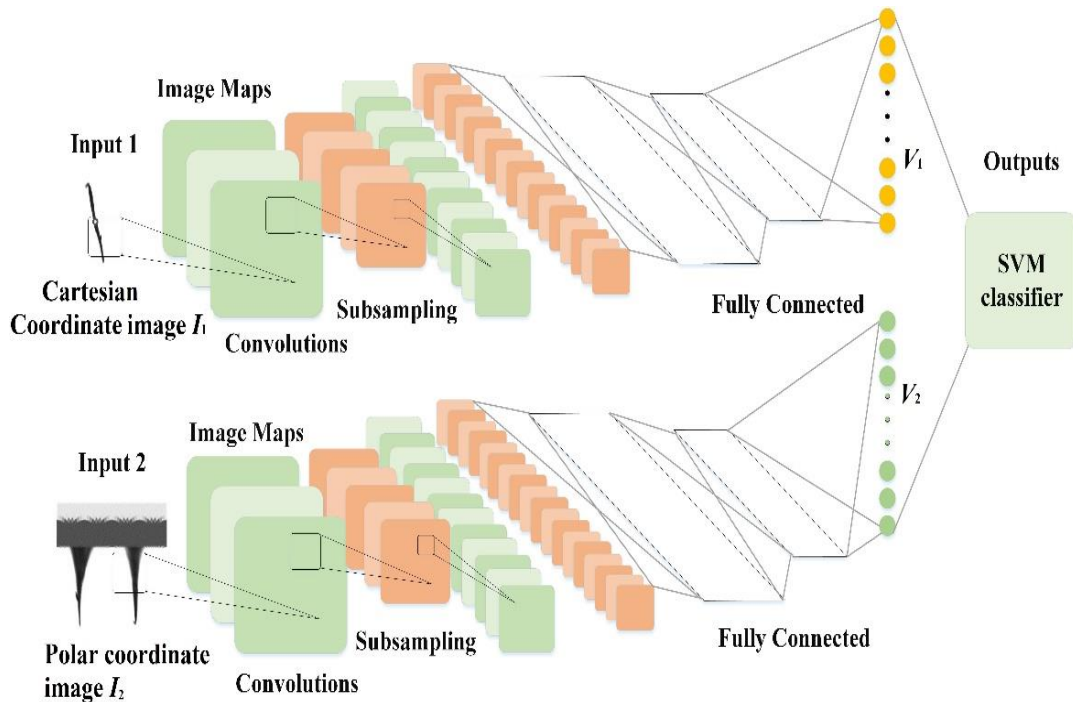 Image Maps
Input 1
Cartesian
Coordinate image I₁
Convolutions
Subsampling
Fully Connected
V₁
Outputs
SVM
classifier
Image Maps
Input 2
Polar coordinate
image I₂
Convolutions
Subsampling
Fully Connected
V₂